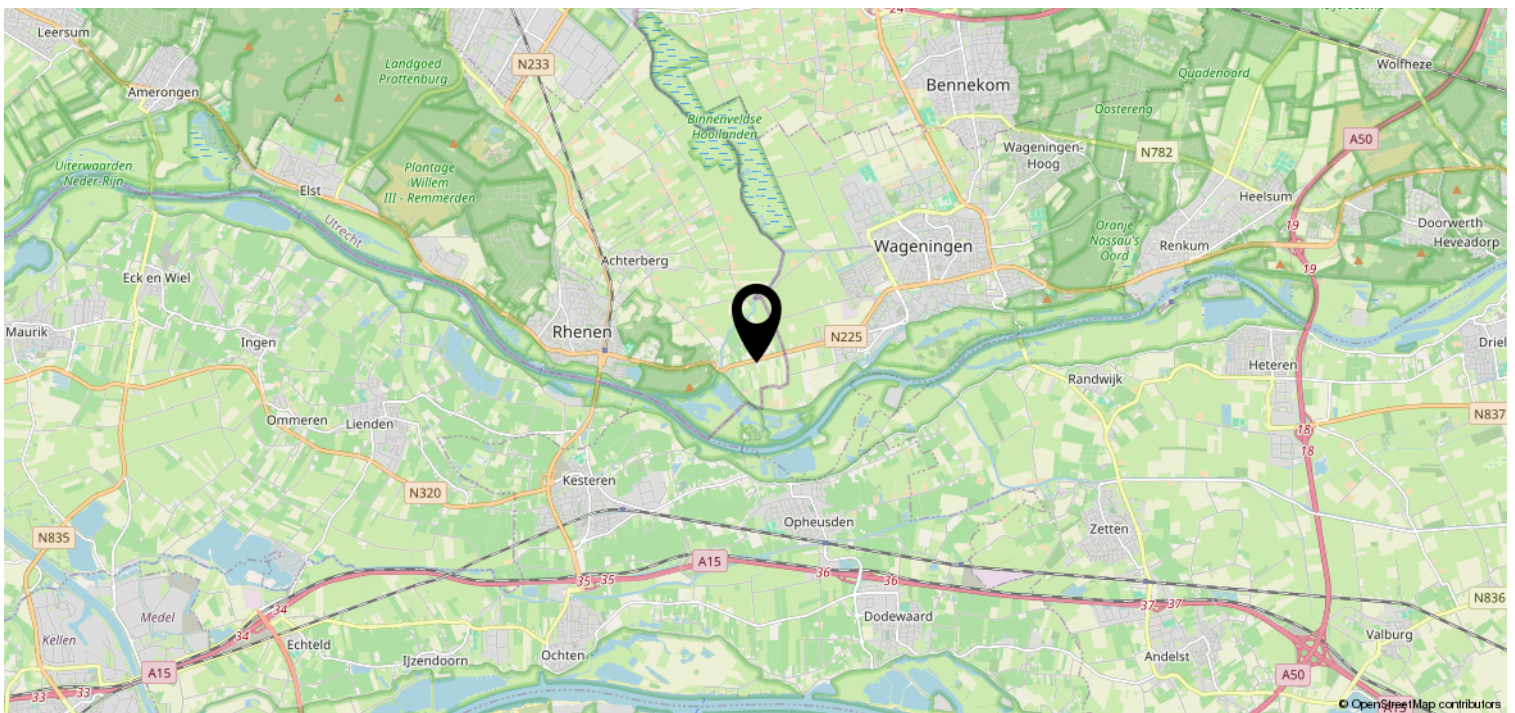 24
Leersum
N233
Landgoed
Prattenburg
Bennekom
Quadenoord
Wolfheze
Amerongen
Oostereng
Binnenveldse
Hooilanden
A50
Wageningen-
Hoog
N782
Uiterwaarden
Neder-Rijn
Plantage
Willem
III - Remmerden
Elst
Heelsum
Utrecht
Oranje
Nassau's
Oord
19
Doorwerth
Wageningen
Renkum
Heveadorp
Achterberg
19
Eck en Wiel
Maurik
Ingen
Rhenen
N225
Driel
Heteren
Randwijk
Ommeren
Lienden
N837
18
18
Kesteren
N320
Opheusden
Zetten
N835
A15
35
35
36
36
34
37
37
N836
Medel
34
Kellen
Echteld
Dodewaard
Valburg
IJzendoorn
Ochten
Andelst
A15
A50
33
33
A15
© OpenStreetMap contributors